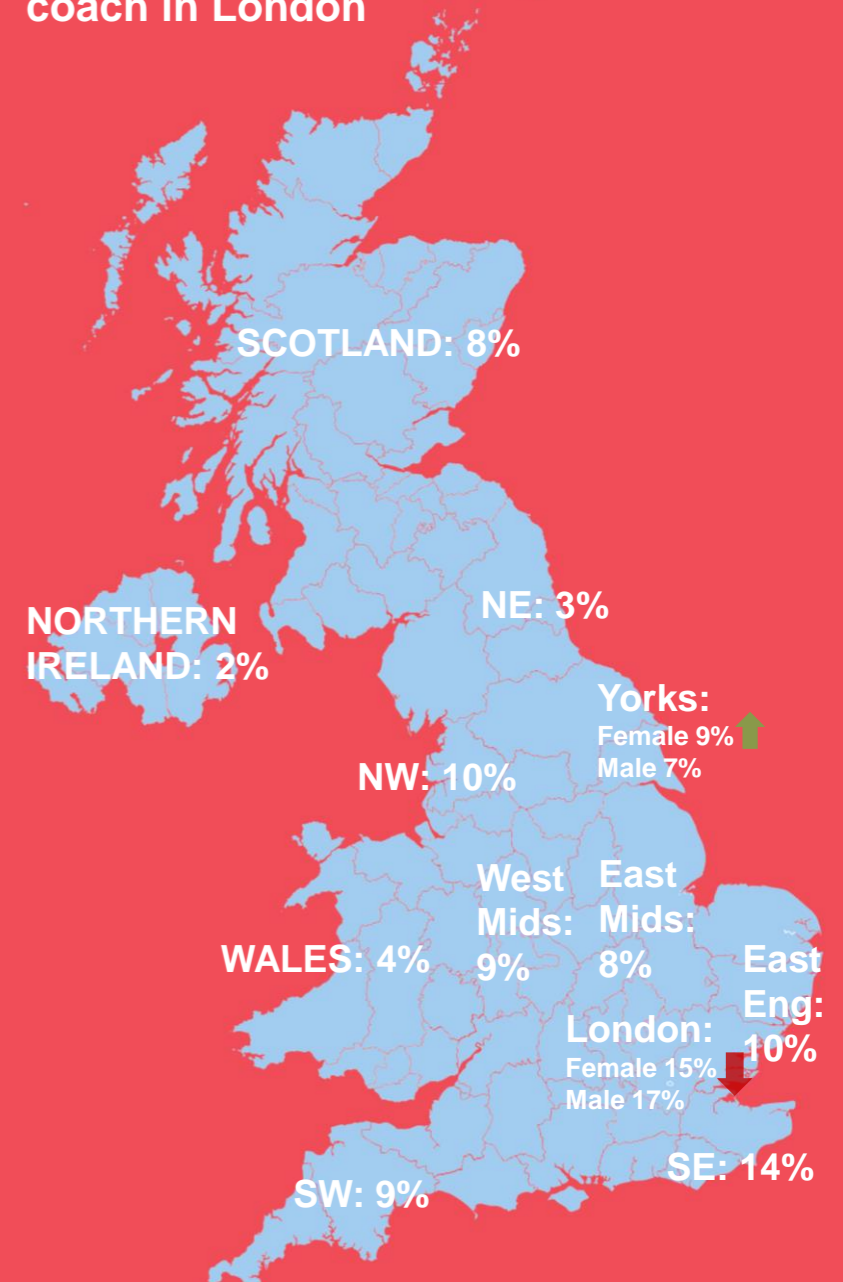 coach in London
SCOTLAND: 8%
NE: 3%
NORTHERN
IRELAND: 2%
Yorks:
Female 9%
Male 7%
NW: 10%
West
Mids:
9%
East
Mids:
8%
WALES: 4%
East
Eng:
10%
London:
Female 15%
Male 17%
SE: 14%
SW: 9%